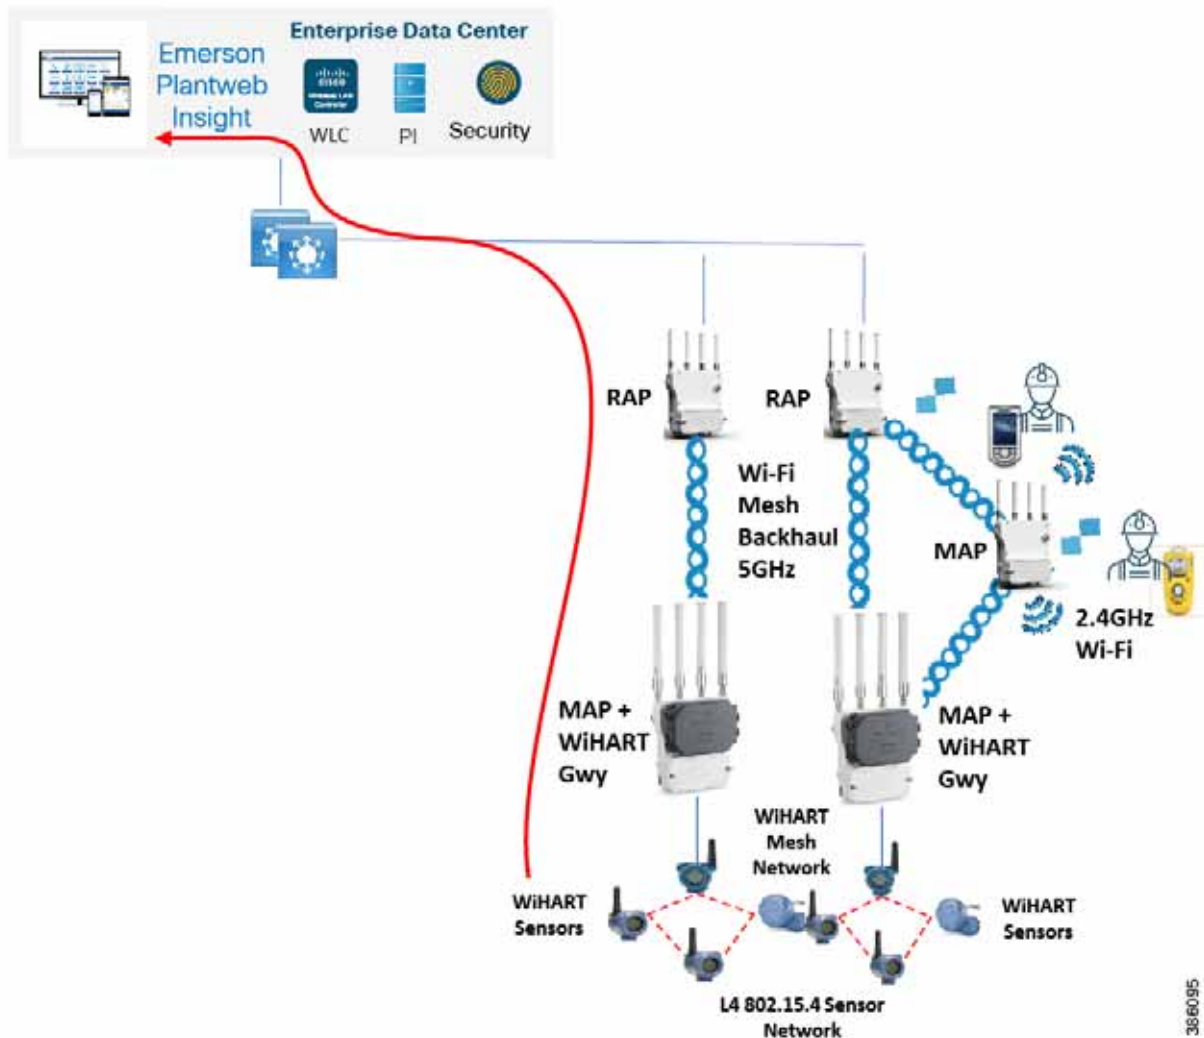 Enterprise Data Center
Emerson
Plantweb
Insight
CISCO
Controller
WLC
PI
Security
RAP
RAP
Wi-Fi
Mesh
Backhaul
5GHz
MAP
2.4GHz
Wi-Fi
MAP +
WiHART
Gwy
MAP +
WiHART
Gwy
WiHART
Mesh
Network
WiHART
Sensors
WiHART
Sensors
L4 802.15.4 Sensor
Network
386095